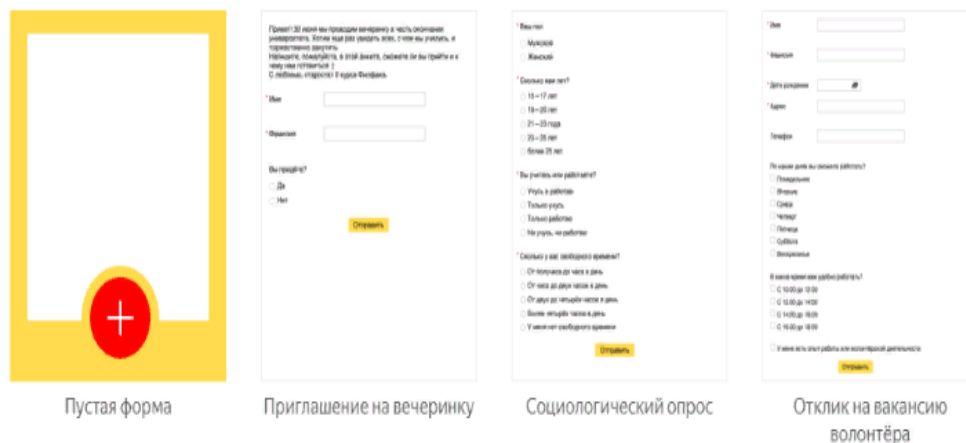 Привет! 30 июня мы проводим вечеринку в честь окончания
университета. Хотим еще раз увидеть всех, с кем мы учились, и
торжественно закутить.
Напишите, пожалуйста, в этой анкете, сможете ли вы прийти и к
чему нам готовиться :)
С любовью, староста
* Имя
* Фамилия
Вы придёте?
Да
Нет
Отправить
* Ваш пол
Мужской
Женский
* Сколько вам лет?
15–17 лет
18–20 лет
21–23 года
23–25 лет
более 25 лет
* Вы учитесь или работаете?
Учусь и работаю
Только учусь
Только работаю
Не учусь, не работаю
* Сколько у вас свободного времени?
От получаса до часа в день
От часа до двух часов в день
От двух до четырёх часов в день
Более четырёх часов в день
У меня нет свободного времени
Отправить
* Имя
* Фамилия
* Дата рождения
* Адрес
Телефон
По каким дням вы сможете работать?
Понедельник
Вторник
Среда
Четверг
Пятница
Суббота
Воскресенье
В какое время вам удобно работать?
С 10:00 до 12:00
С 12:00 до 14:00
С 14:00 до 16:00
С 16:00 до 18:00
У меня есть опыт работы или волонтёрской деятельности
Отправить
Пустая форма
Приглашение на вечеринку
Социологический опрос
Отклик на вакансию
волонтёра